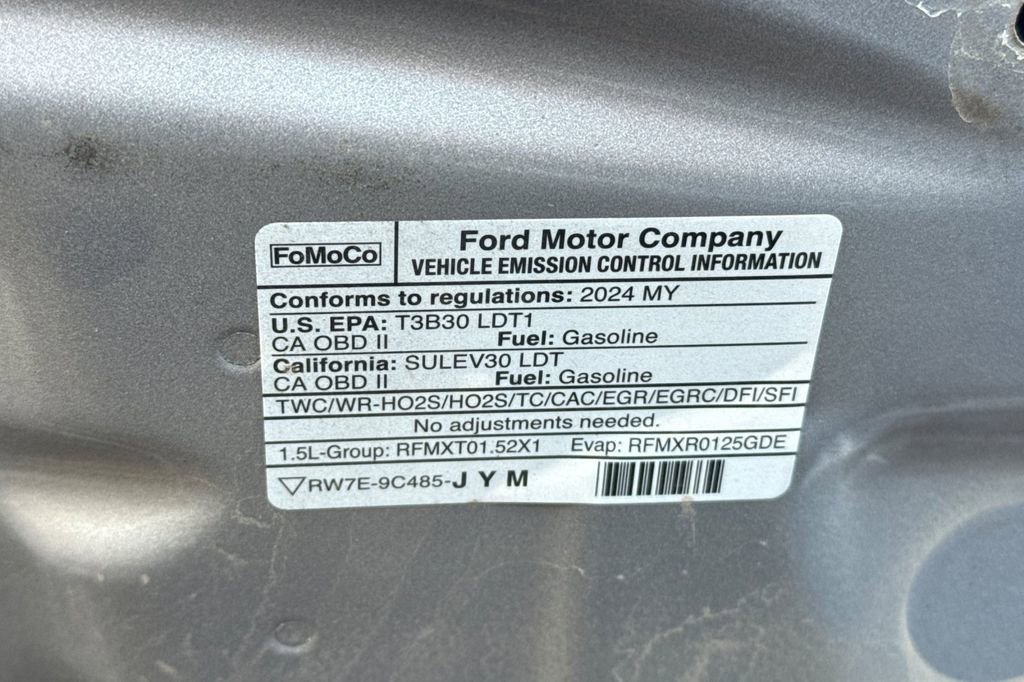 FoMoCo
Ford Motor Company
VEHICLE EMISSION CONTROL INFORMATION
Conforms to regulations: 2024 MY
U.S. EPA: T3B30 LDT1
CA OBD II Fuel: Gasoline
California: SULEV30 LDT
CA OBD II Fuel: Gasoline
TWC/WR-HO2S/HO2S/TC/CAC/EGR/EGRC/DFI/SFI
No adjustments needed.
1.5L-Group: RFMXT01.52X1 Evap: RFMXR0125GDE
RW7E-9C485-J Y M